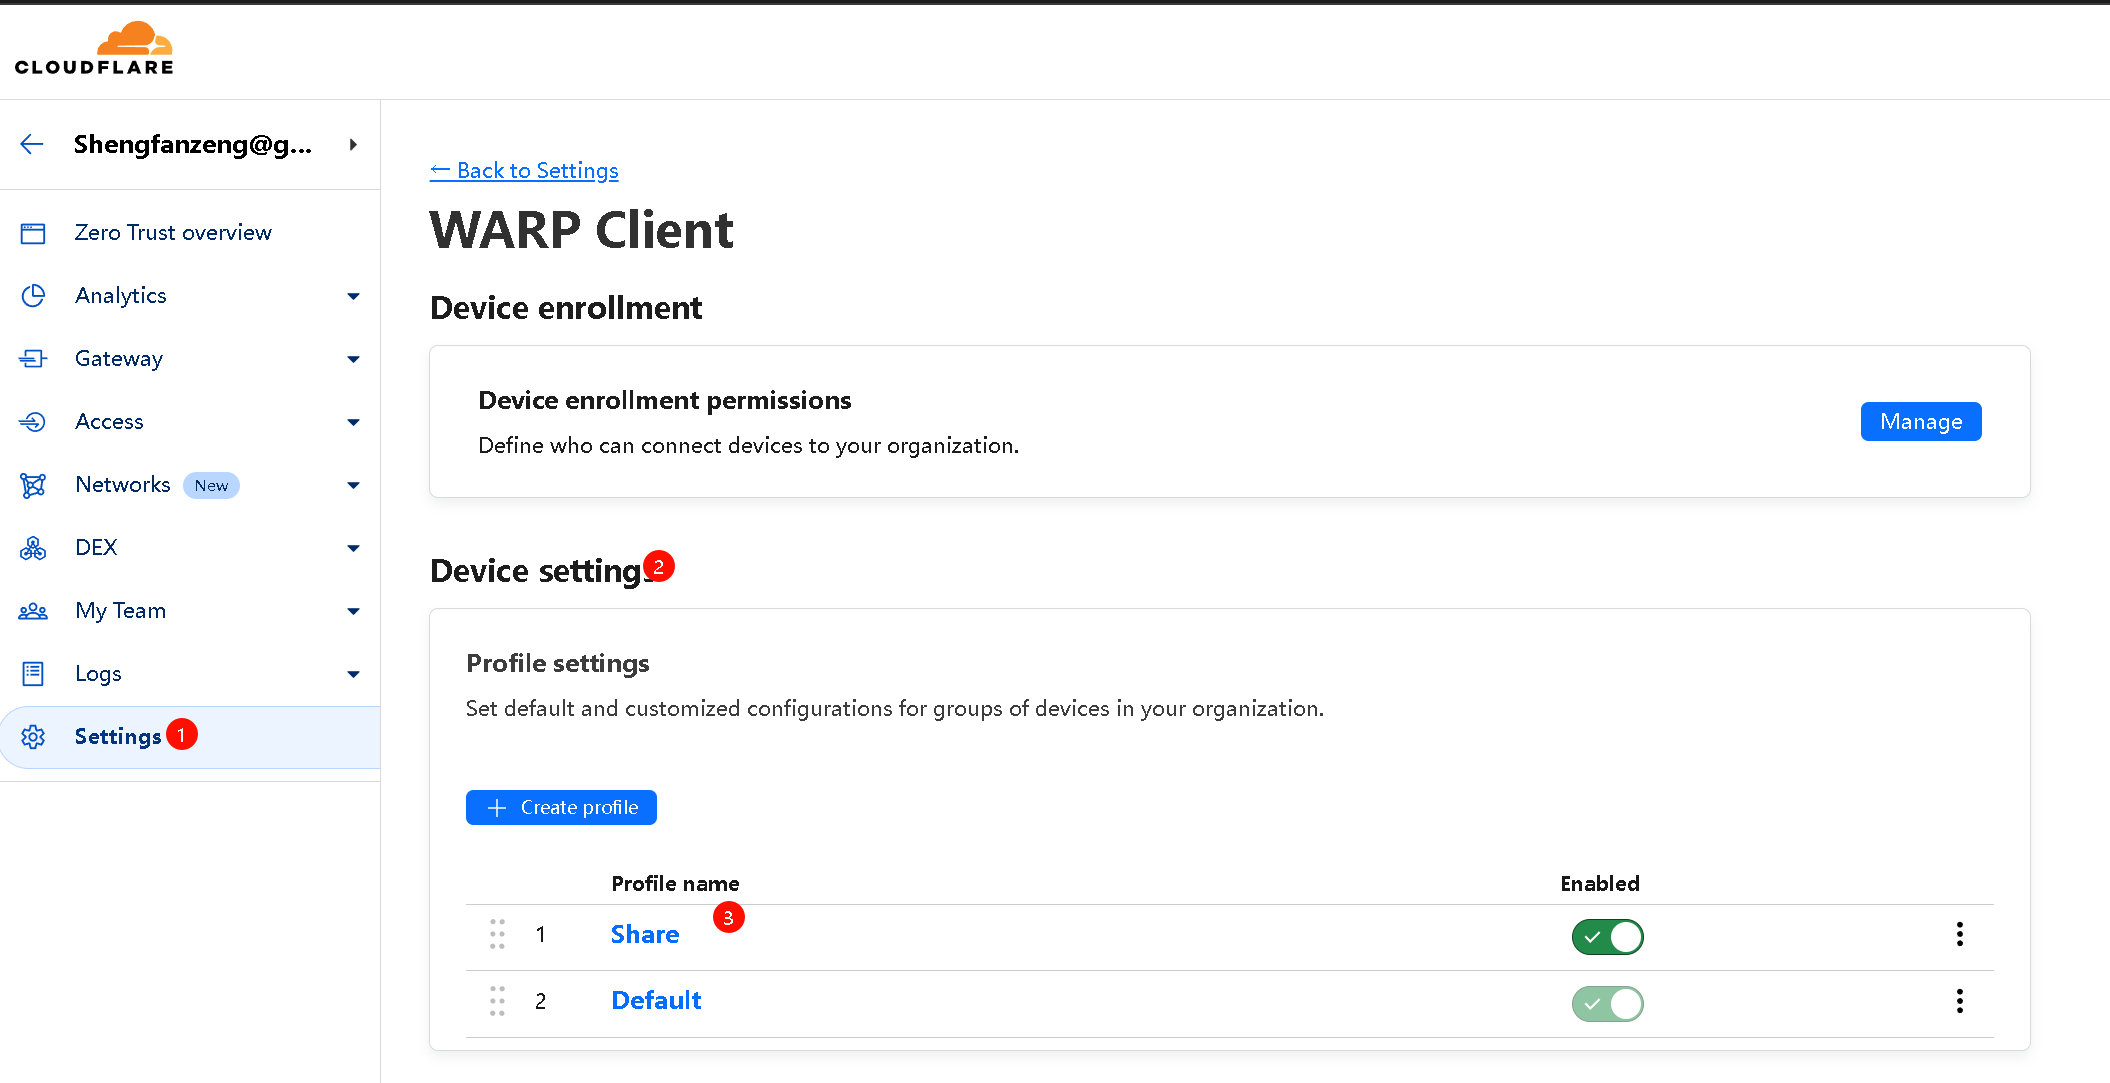 CLOUDFLARE
Shengfanzeng@g...
Zero Trust overview
Analytics
Gateway
Access
Networks New
DEX
My Team
Logs
Settings 1
← Back to Settings
WARP Client
Device enrollment
Device enrollment permissions
Define who can connect devices to your organization.
Manage
Device settings 2
Profile settings
Set default and customized configurations for groups of devices in your organization.
+ Create profile
Profile name Enabled
3
1 Share
2 Default